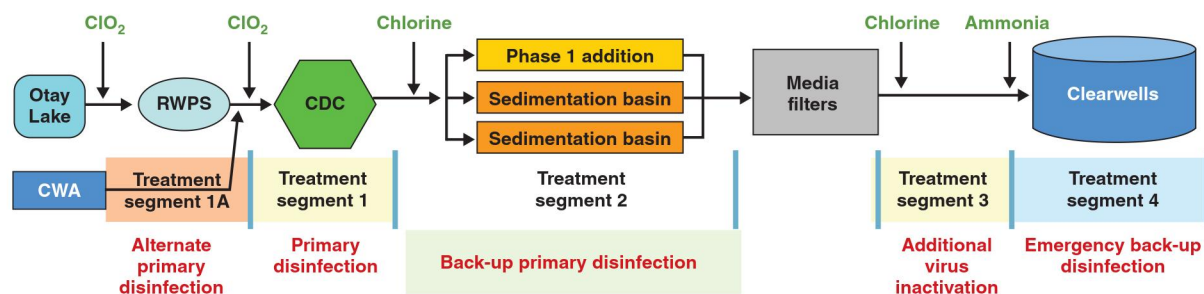 ClO₂
ClO₂
Chlorine
Chlorine
Ammonia
Otay
Lake
RWPS
CDC
Phase 1 addition
Sedimentation basin
Sedimentation basin
Media
filters
Clearwells
CWA
Treatment
segment 1A
Treatment
segment 1
Treatment
segment 2
Treatment
segment 3
Treatment
segment 4
Alternate
primary
disinfection
Primary
disinfection
Back-up primary disinfection
Additional
virus
inactivation
Emergency back-up
disinfection